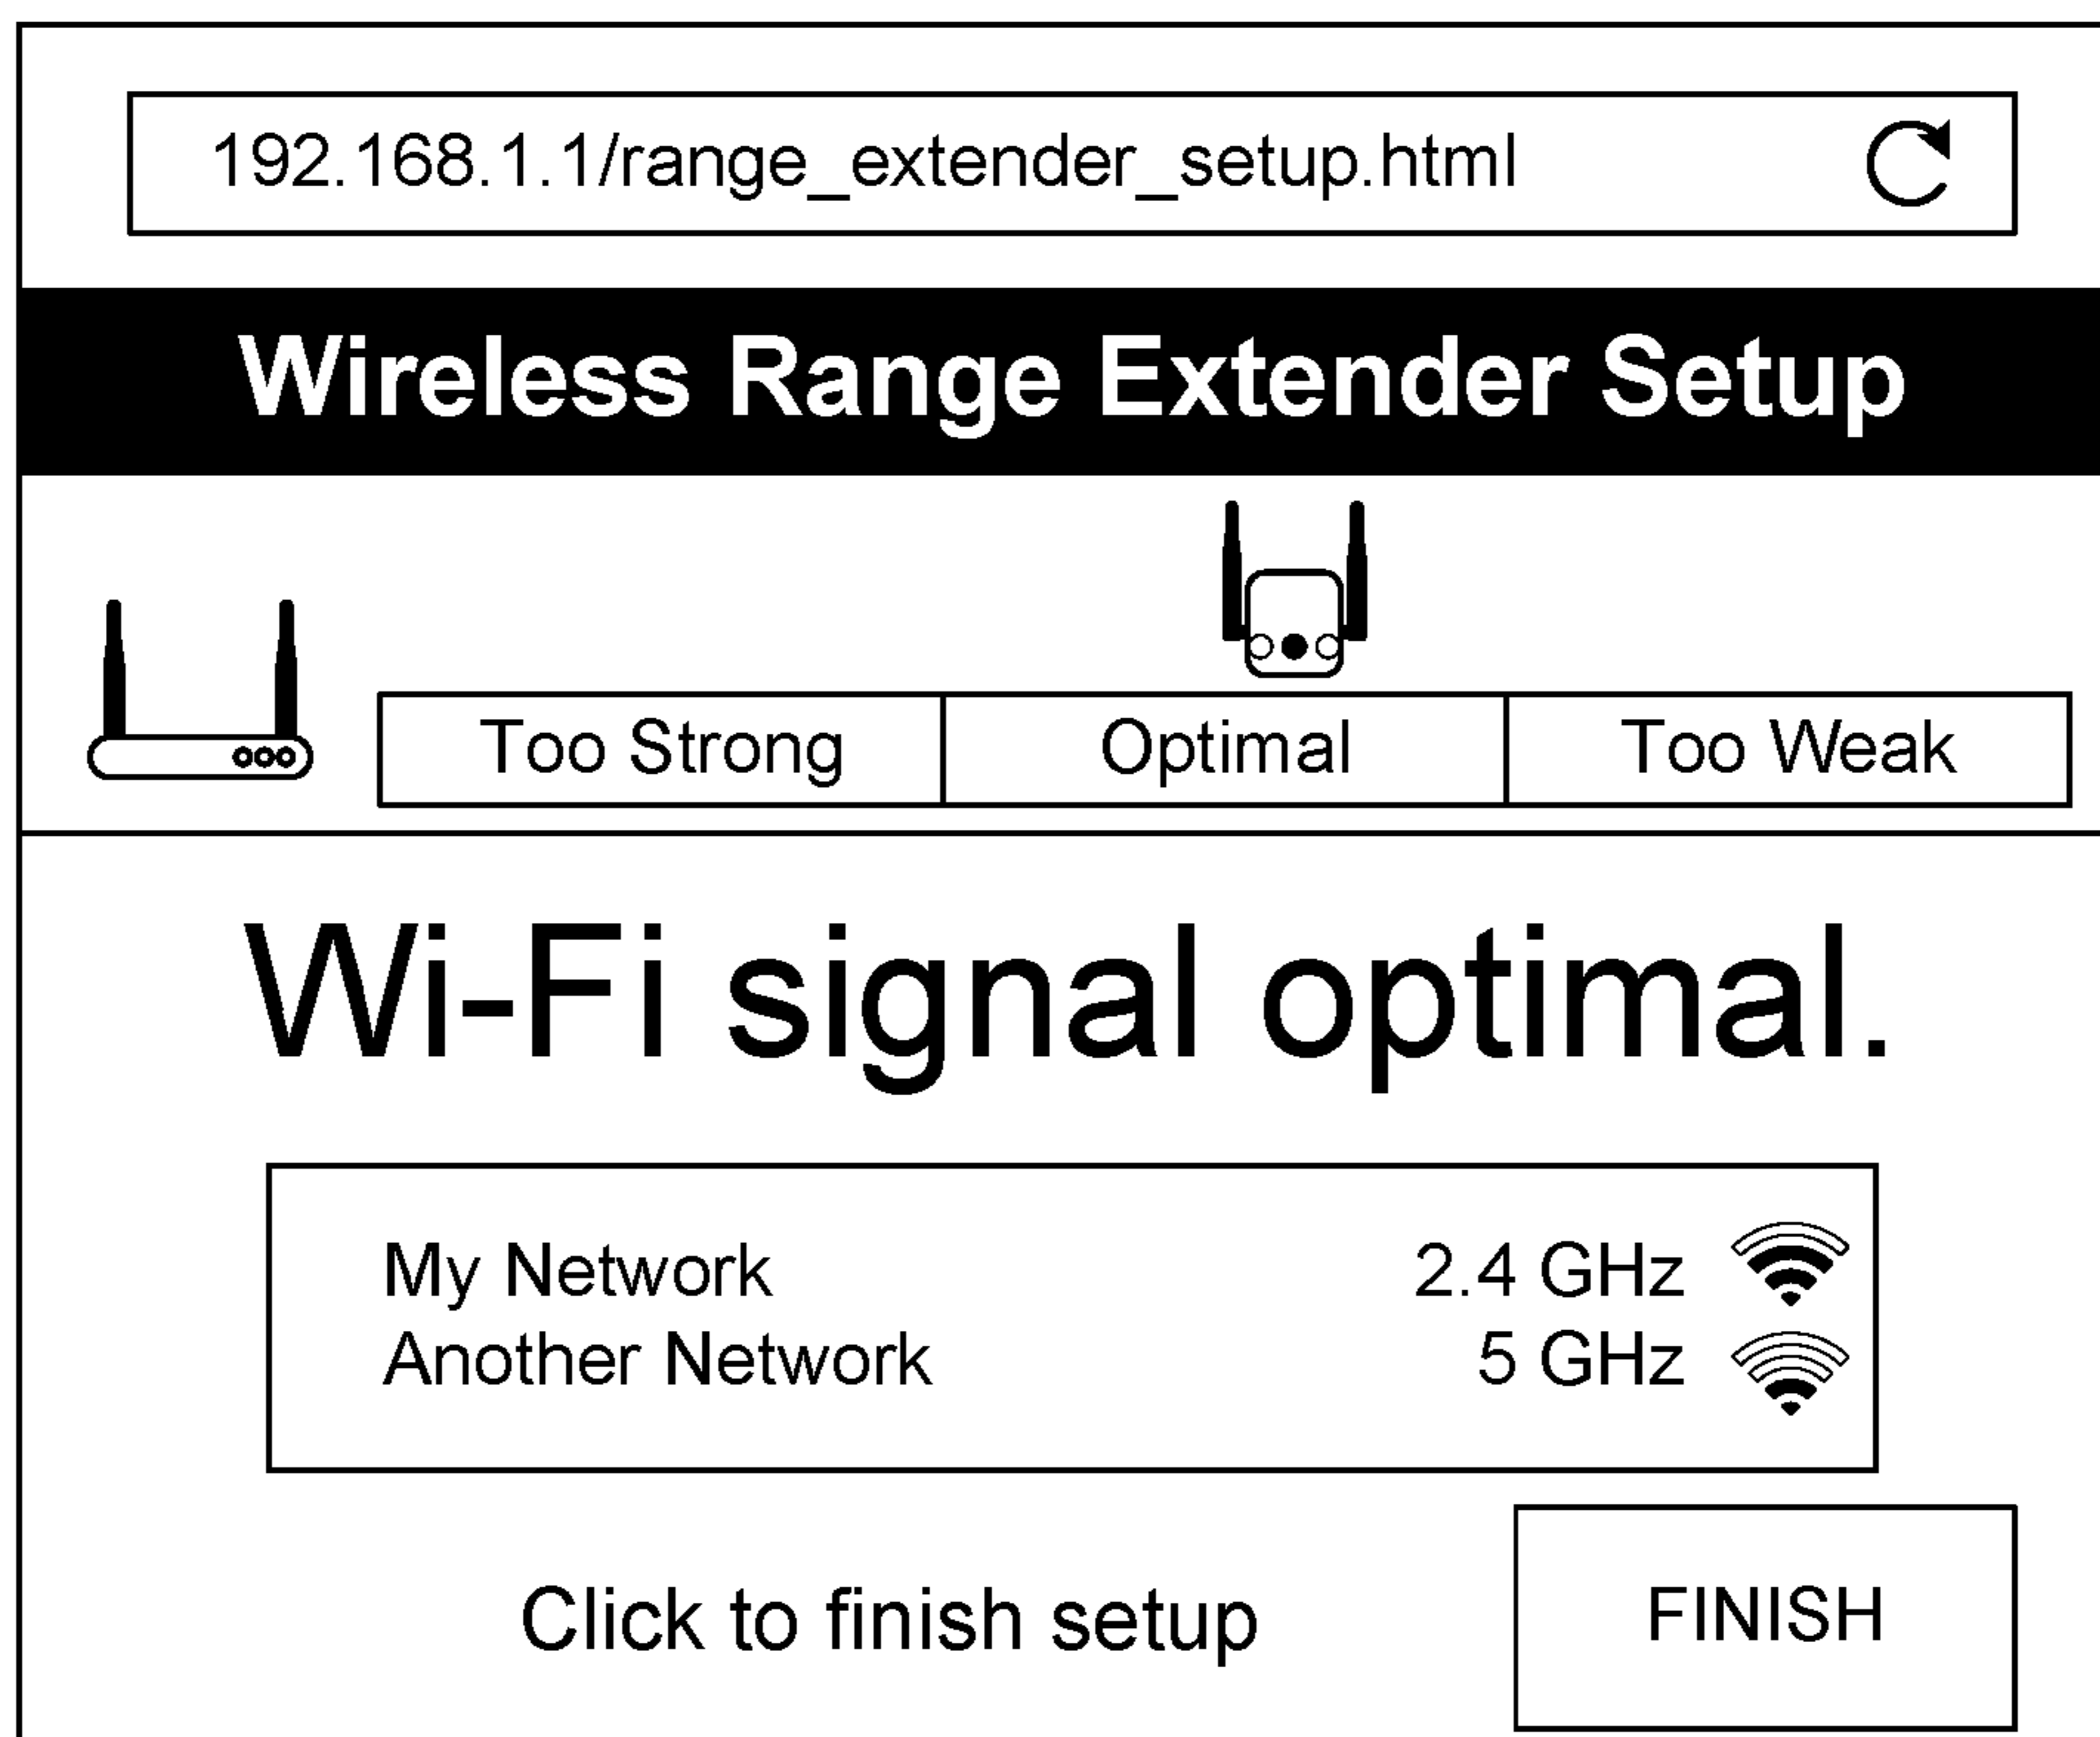 192.168.1.1/range_extender_setup.html
Wireless Range Extender Setup
Too Strong Optimal Too Weak
Wi-Fi signal optimal.
My Network 2.4 GHz
Another Network 5 GHz
Click to finish setup FINISH